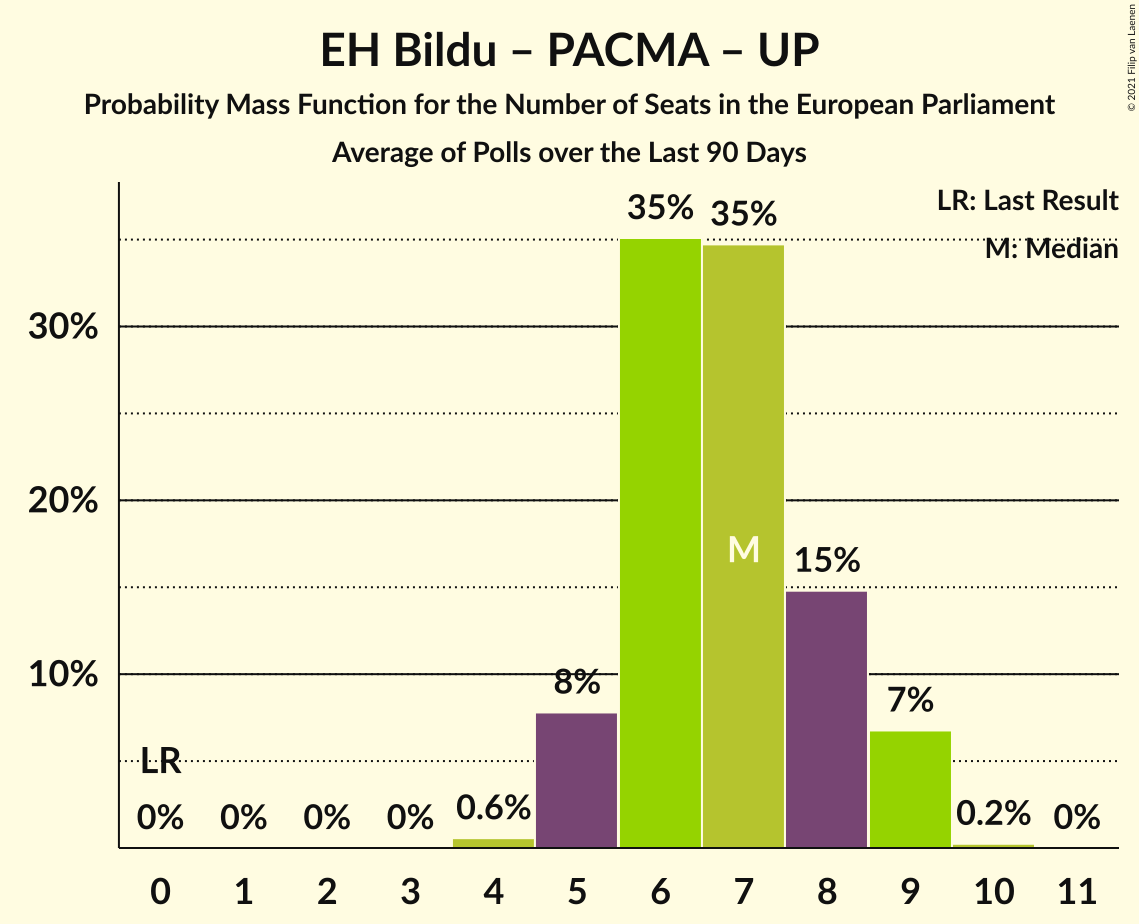 EH Bildu – PACMA – UP
Probability Mass Function for the Number of Seats in the European Parliament
Average of Polls over the Last 90 Days
© 2021 Filip van Laenen
LR: Last Result
M: Median
35% 35%
30%
20%
M
15%
10%
8%
7%
LR
0% 0% 0% 0% 0.6% 0.2% 0%
0 1 2 3 4 5 6 7 8 9 10 11